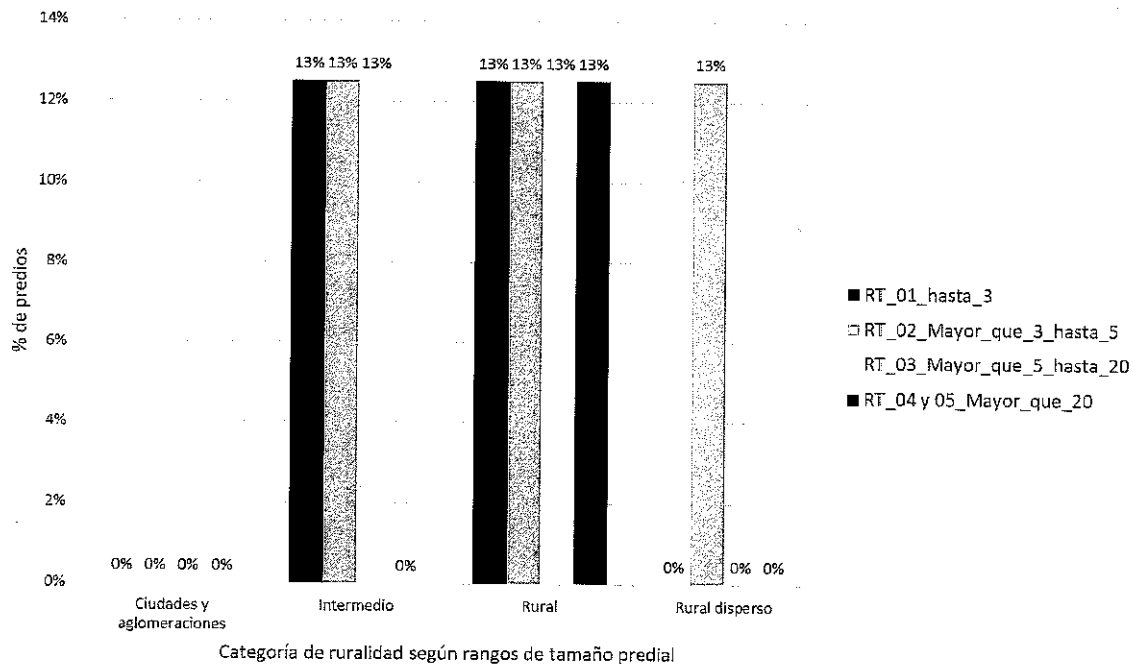 14%
12%
10%
8%
6%
4%
2%
0%
% de predios
13% 13% 13%
13% 13% 13% 13%
13%
0% 0% 0% 0%
0%
0%
0% 0%
Ciudades y
aglomeraciones
Intermedio
Rural
Rural disperso
Categoría de ruralidad según rangos de tamaño predial
RT_01_hasta_3
RT_02_Mayor_que_3_hasta_5
RT_03_Mayor_que_5_hasta_20
RT_04 y 05_Mayor_que_20